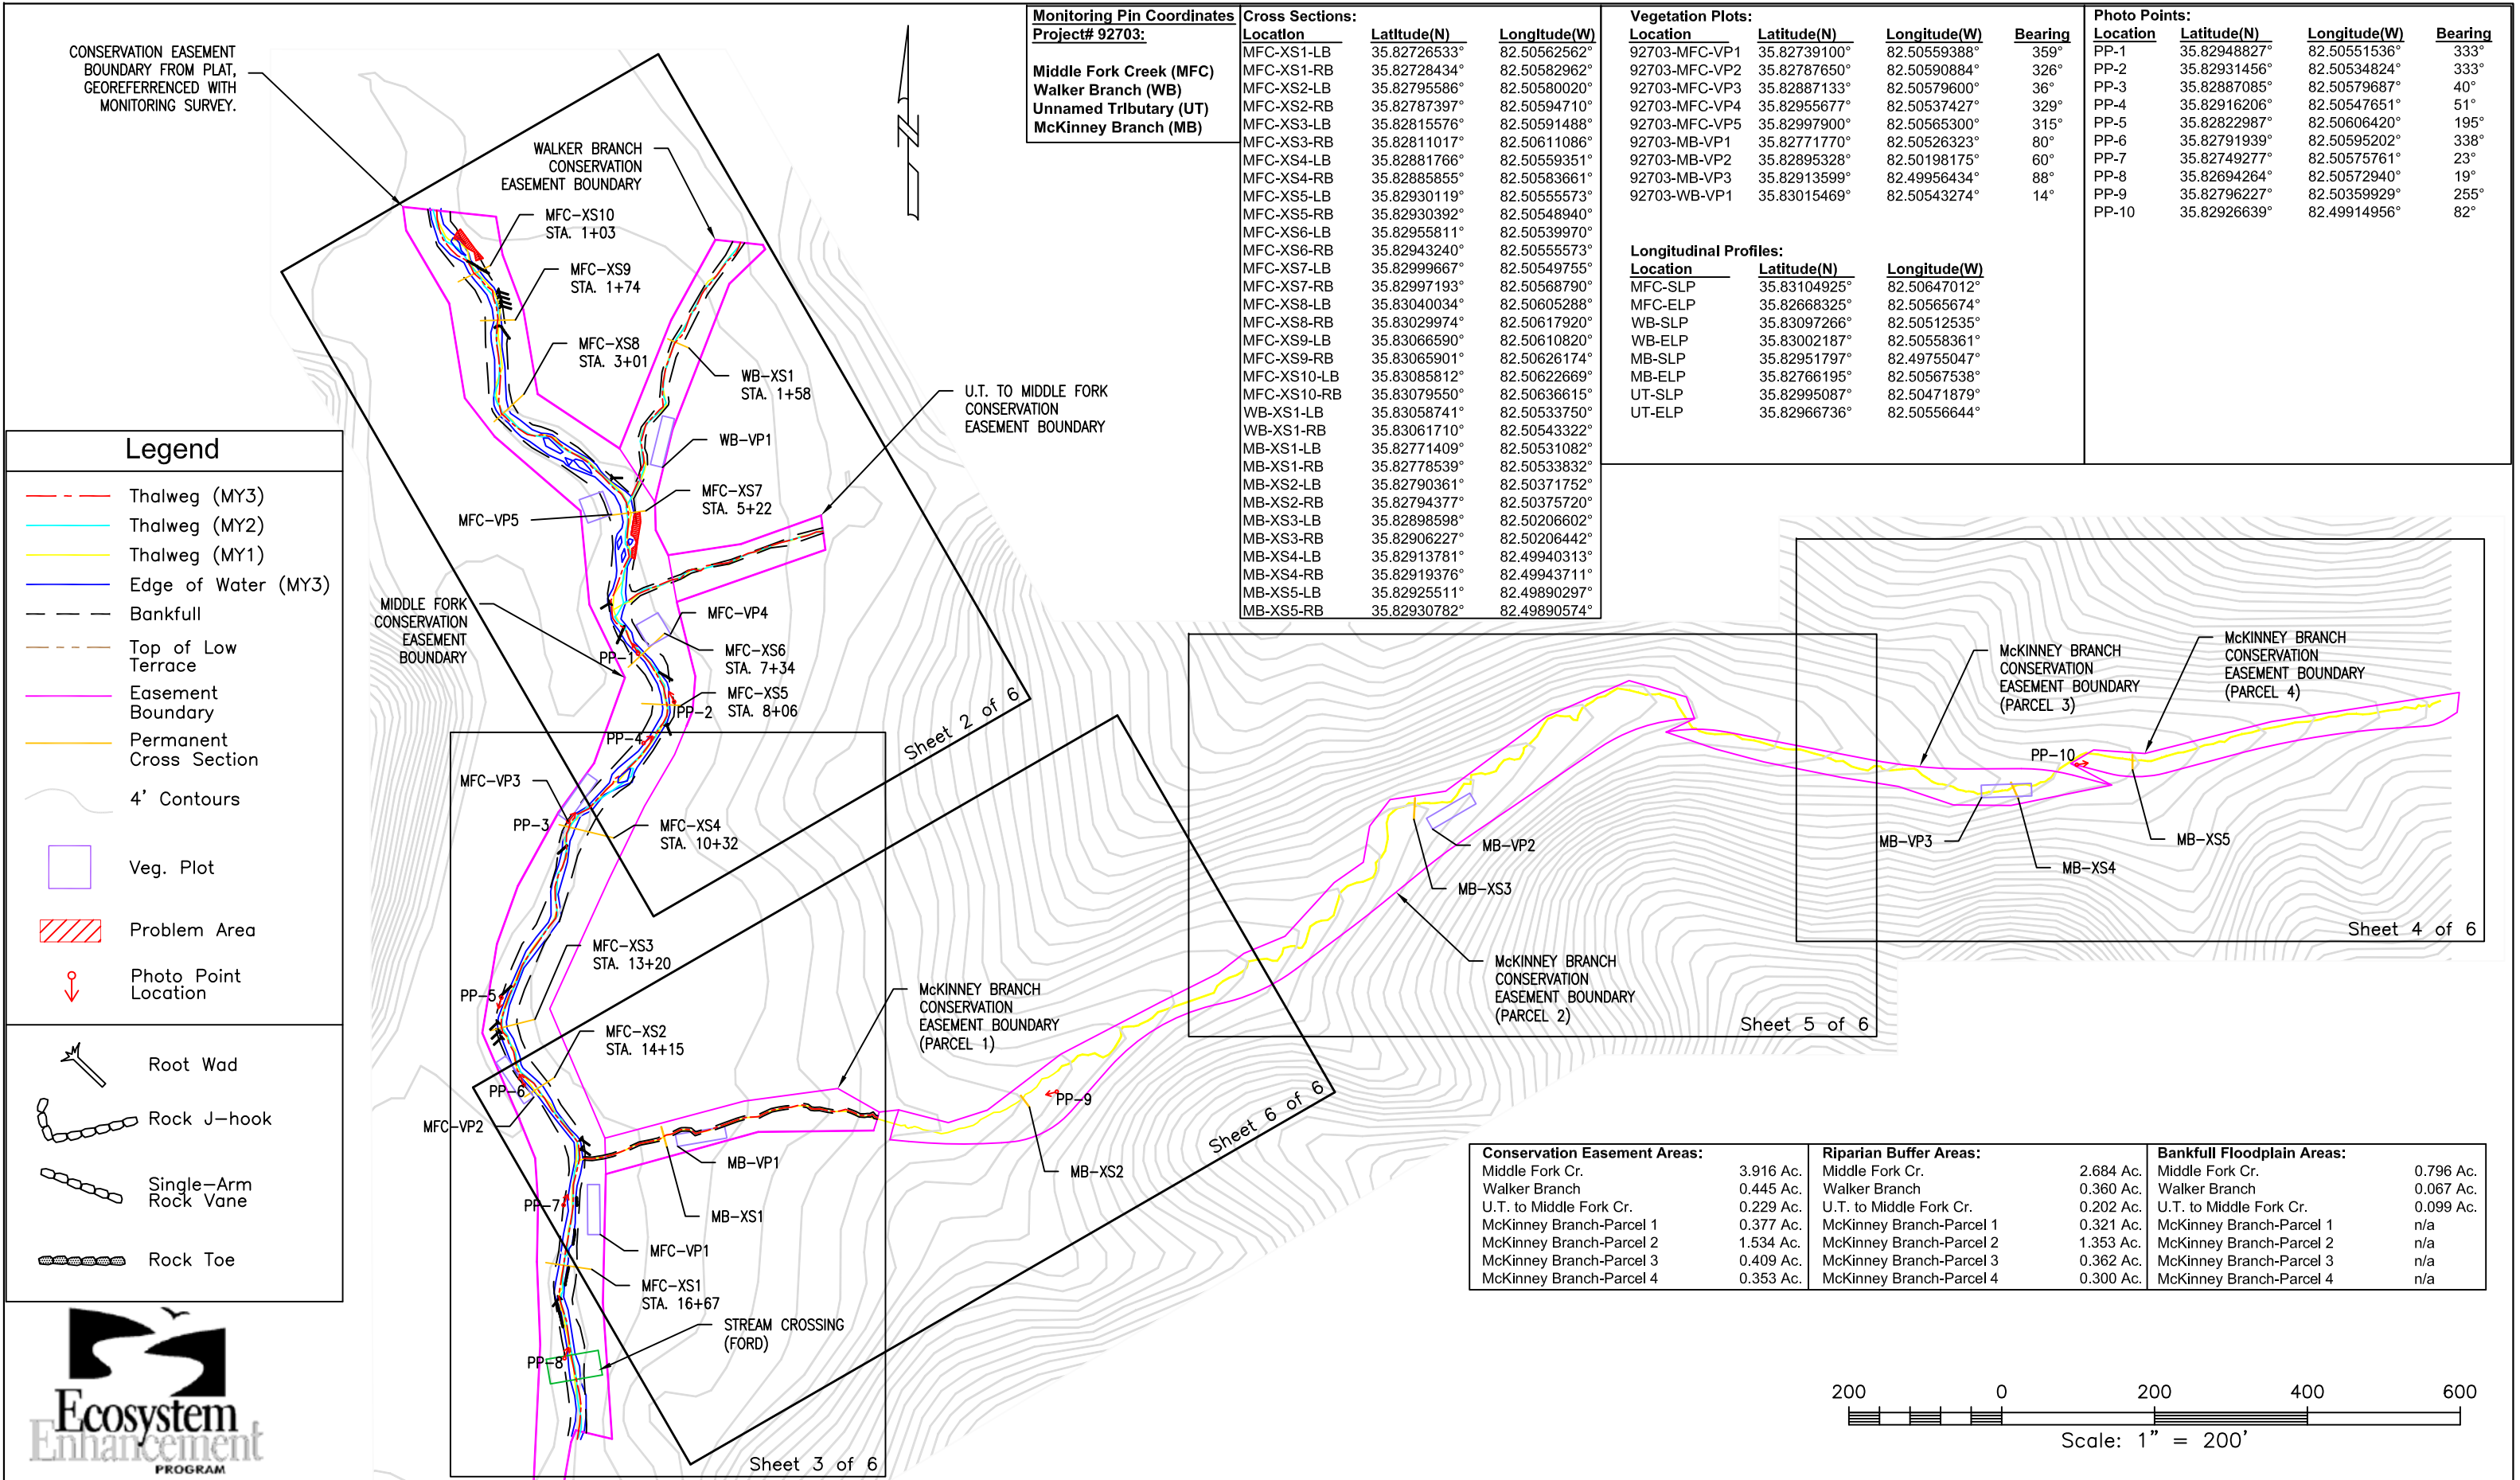 Monitoring Pin Coordinates
Project# 92703:
Middle Fork Creek (MFC)
Walker Branch (WB)
Unnamed Tributary (UT)
McKinney Branch (MB)
Cross Sections:
Location Latitude(N) Longitude(W)
MFC-XS1-LB 35.82726533° 82.50562562°
MFC-XS1-RB 35.82728434° 82.50582962°
MFC-XS2-LB 35.82795586° 82.50580020°
MFC-XS2-RB 35.82787397° 82.50594710°
MFC-XS3-LB 35.82815576° 82.50591488°
MFC-XS3-RB 35.82811017° 82.50611086°
MFC-XS4-LB 35.82881766° 82.50559351°
MFC-XS4-RB 35.82885855° 82.50583661°
MFC-XS5-LB 35.82930119° 82.50555573°
MFC-XS5-RB 35.82930392° 82.50548940°
MFC-XS6-LB 35.82955811° 82.50539970°
MFC-XS6-RB 35.82943240° 82.50555573°
MFC-XS7-LB 35.82999667° 82.50549755°
MFC-XS7-RB 35.82997193° 82.50568790°
MFC-XS8-LB 35.83040034° 82.50605288°
MFC-XS8-RB 35.83029974° 82.50617920°
MFC-XS9-LB 35.83066590° 82.50610820°
MFC-XS9-RB 35.83065901° 82.50626174°
MFC-XS10-LB 35.83085812° 82.50622669°
MFC-XS10-RB 35.83079550° 82.50636615°
WB-XS1-LB 35.83058741° 82.50533750°
WB-XS1-RB 35.83061710° 82.50543322°
MB-XS1-LB 35.82771409° 82.50531082°
MB-XS1-RB 35.82778539° 82.50533832°
MB-XS2-LB 35.82790361° 82.50371752°
MB-XS2-RB 35.82794377° 82.50375720°
MB-XS3-LB 35.82898598° 82.50206602°
MB-XS3-RB 35.82906227° 82.50206442°
MB-XS4-LB 35.82913781° 82.49940313°
MB-XS4-RB 35.82919376° 82.49943711°
MB-XS5-LB 35.82925511° 82.49890297°
MB-XS5-RB 35.82930782° 82.49890574°
Vegetation Plots:
Location Latitude(N) Longitude(W) Bearing
92703-MFC-VP1 35.82739100° 82.50559388° 359°
92703-MFC-VP2 35.82787650° 82.50590884° 326°
92703-MFC-VP3 35.82887133° 82.50579600° 36°
92703-MFC-VP4 35.82955677° 82.50537427° 329°
92703-MFC-VP5 35.82997900° 82.50565300° 315°
92703-MB-VP1 35.82771770° 82.50526323° 80°
92703-MB-VP2 35.82895328° 82.50198175° 60°
92703-MB-VP3 35.82913599° 82.49956434° 88°
92703-WB-VP1 35.83015469° 82.50543274° 14°
Longitudinal Profiles:
Location Latitude(N) Longitude(W)
MFC-SLP 35.83104925° 82.50647012°
MFC-ELP 35.82668325° 82.50565674°
WB-SLP 35.83097266° 82.50512535°
WB-ELP 35.83002187° 82.50558361°
MB-SLP 35.82951797° 82.49755047°
MB-ELP 35.82766195° 82.50567538°
UT-SLP 35.82995087° 82.50471879°
UT-ELP 35.82966736° 82.50556644°
Photo Points:
Location Latitude(N) Longitude(W) Bearing
PP-1 35.82948827° 82.50551536° 333°
PP-2 35.82931456° 82.50534824° 333°
PP-3 35.82887085° 82.50579687° 40°
PP-4 35.82916206° 82.50547651° 51°
PP-5 35.82822987° 82.50606420° 195°
PP-6 35.82791939° 82.50595202° 338°
PP-7 35.82749277° 82.50575761° 23°
PP-8 35.82694264° 82.50572940° 19°
PP-9 35.82796227° 82.50359929° 255°
PP-10 35.82926639° 82.49914956° 82°
CONSERVATION EASEMENT
BOUNDARY FROM PLAT,
GEOREFERRENCED WITH
MONITORING SURVEY.
WALKER BRANCH
CONSERVATION
EASEMENT BOUNDARY
N
MFC-XS10
STA. 1+03
MFC-XS9
STA. 1+74
MFC-XS8
STA. 3+01
WB-XS1
STA. 1+58
WB-VP1
U.T. TO MIDDLE FORK
CONSERVATION
EASEMENT BOUNDARY
MFC-XS7
STA. 5+22
MFC-VP5
MIDDLE FORK
CONSERVATION
EASEMENT
BOUNDARY
MFC-VP4
MFC-XS6
STA. 7+34
PP-1
MFC-XS5
STA. 8+06
PP-2
Sheet 2 of 6
PP-4
MFC-VP3
PP-3
MFC-XS4
STA. 10+32
MFC-XS3
STA. 13+20
PP-5
MFC-XS2
STA. 14+15
PP-6
MFC-VP2
McKINNEY BRANCH
CONSERVATION
EASEMENT BOUNDARY
(PARCEL 1)
PP-9
Sheet 6 of 6
MB-XS2
MB-VP1
MB-XS1
PP-7
MFC-VP1
MFC-XS1
STA. 16+67
STREAM CROSSING
(FORD)
PP-8
Sheet 3 of 6
McKINNEY BRANCH
CONSERVATION
EASEMENT BOUNDARY
(PARCEL 2)
MB-VP2
MB-XS3
Sheet 5 of 6
McKINNEY BRANCH
CONSERVATION
EASEMENT BOUNDARY
(PARCEL 3)
McKINNEY BRANCH
CONSERVATION
EASEMENT BOUNDARY
(PARCEL 4)
PP-10
MB-VP3
MB-XS4
MB-XS5
Sheet 4 of 6
Legend
Thalweg (MY3)
Thalweg (MY2)
Thalweg (MY1)
Edge of Water (MY3)
Bankfull
Top of Low
Terrace
Easement
Boundary
Permanent
Cross Section
4' Contours
Veg. Plot
Problem Area
Photo Point
Location
Root Wad
Rock J-hook
Single-Arm
Rock Vane
Rock Toe
Ecosystem
Enhancement
PROGRAM
Conservation Easement Areas:
Middle Fork Cr. 3.916 Ac.
Walker Branch 0.445 Ac.
U.T. to Middle Fork Cr. 0.229 Ac.
McKinney Branch-Parcel 1 0.377 Ac.
McKinney Branch-Parcel 2 1.534 Ac.
McKinney Branch-Parcel 3 0.409 Ac.
McKinney Branch-Parcel 4 0.353 Ac.
Riparian Buffer Areas:
Middle Fork Cr. 2.684 Ac.
Walker Branch 0.360 Ac.
U.T. to Middle Fork Cr. 0.202 Ac.
McKinney Branch-Parcel 1 0.321 Ac.
McKinney Branch-Parcel 2 1.353 Ac.
McKinney Branch-Parcel 3 0.362 Ac.
McKinney Branch-Parcel 4 0.300 Ac.
Bankfull Floodplain Areas:
Middle Fork Cr. 0.796 Ac.
Walker Branch 0.067 Ac.
U.T. to Middle Fork Cr. 0.099 Ac.
McKinney Branch-Parcel 1 n/a
McKinney Branch-Parcel 2 n/a
McKinney Branch-Parcel 3 n/a
McKinney Branch-Parcel 4 n/a
200 0 200 400 600
Scale: 1" = 200'